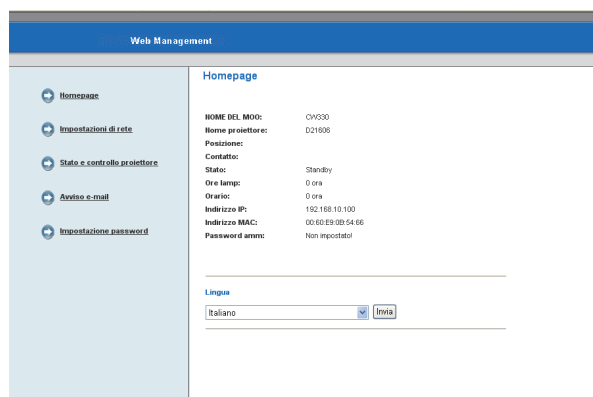 Web Management
Homepage
Homepage
Impostazioni di rete
Stato e controllo proiettore
Avviso e-mail
Impostazione password
NOME DEL MOO: CW330
Nome proiettore: D21606
Posizione:
Contatto:
Stato: Standby
Ore lamp: 0 ora
Orario: 0 ora
Indirizzo IP: 192.168.10.100
Indirizzo MAC: 00:60:E9:0B:54:66
Password amm: Non impostato!
Lingua
Italiano Invia